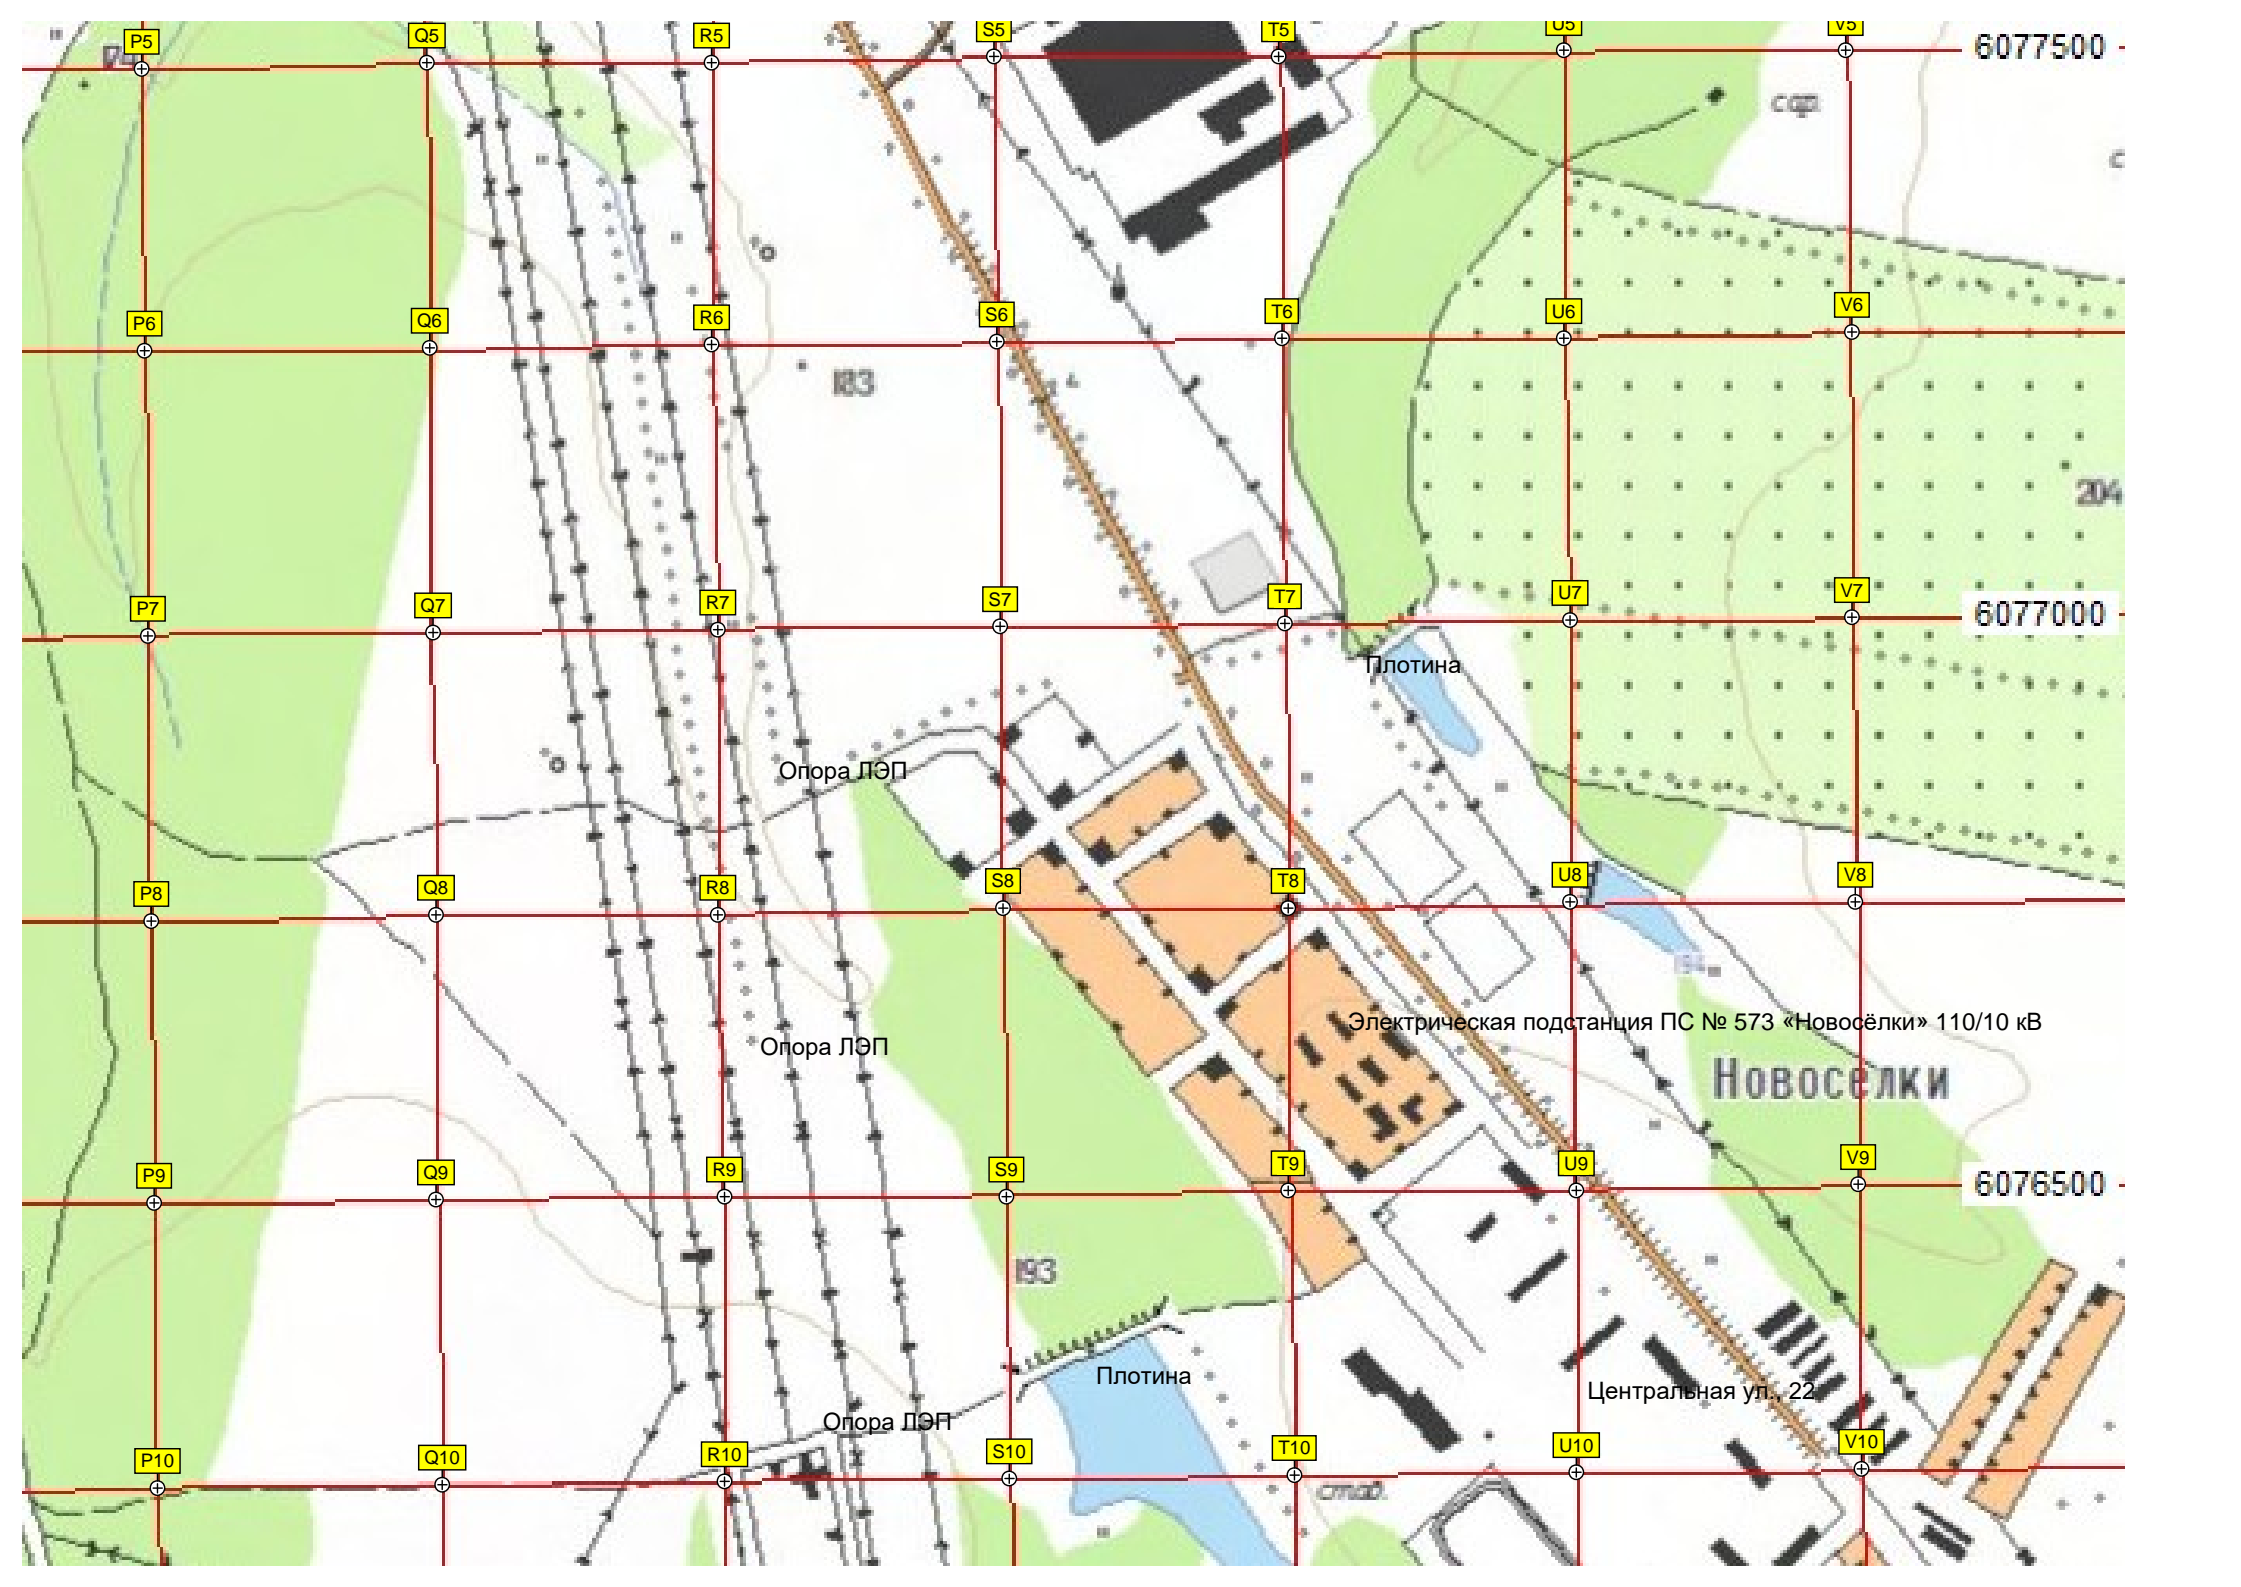 P5 Q5 R5 S5 T5 U5 V5 6077500
сар.
P6 Q6 R6 S6 T6 U6 V6
183
204
P7 Q7 R7 S7 T7 U7 V7 6077000
Плотина
Опора ЛЭП
P8 Q8 R8 S8 T8 U8 V8
Электрическая подстанция ПС № 573 «Новосёлки» 110/10 кВ
Опора ЛЭП
Новоселки
P9 Q9 R9 S9 T9 U9 V9 6076500
193
Плотина
Центральная ул., 22
Опора ЛЭП
P10 Q10 R10 S10 T10 U10 V10
стад.